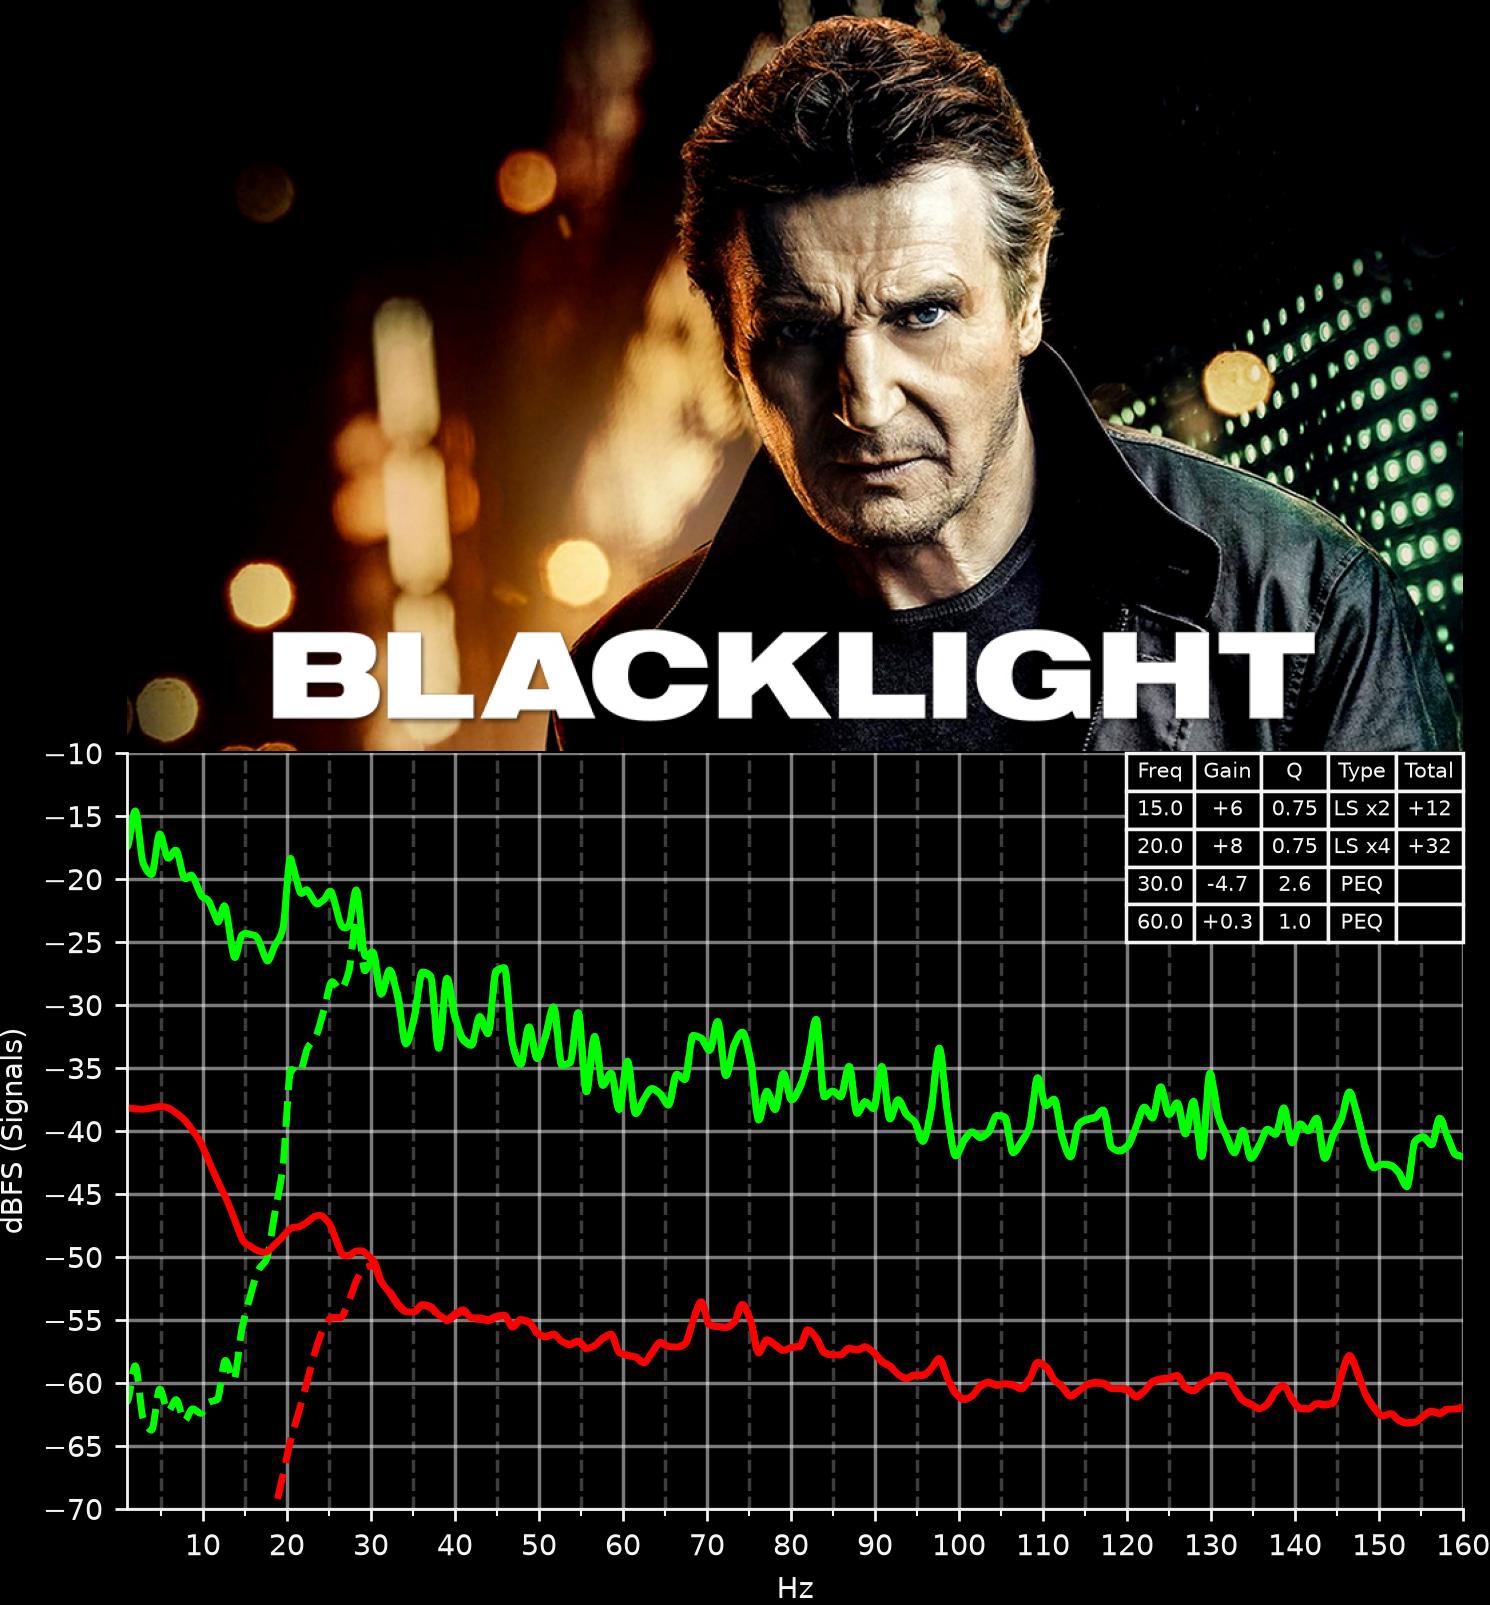 BLACKLIGHT
Freq Gain Q Type Total
15.0 +6 0.75 LS x2 +12
20.0 +8 0.75 LS x4 +32
30.0 -4.7 2.6 PEQ
60.0 +0.3 1.0 PEQ
−10
−15
−20
−25
−30
−35
−40
−45
−50
−55
−60
−65
−70
dBFS (Signals)
10 20 30 40 50 60 70 80 90 100 110 120 130 140 150 160
Hz